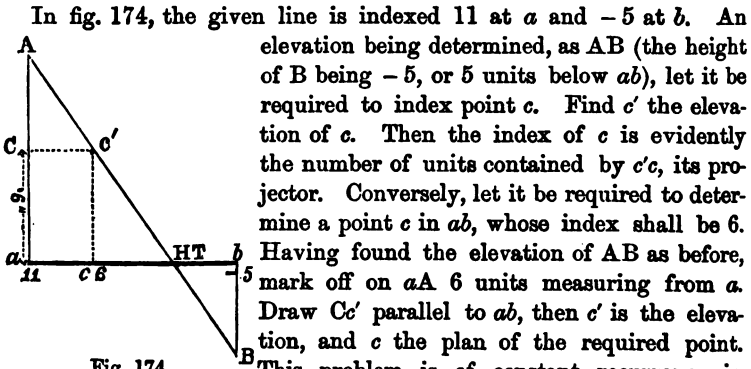 In fig. 174, the given line is indexed 11 at a and – 5 at b. An
elevation being determined, as AB (the height
of B being – 5, or 5 units below ab), let it be
required to index point c. Find c′ the eleva-
tion of c. Then the index of c is evidently
the number of units contained by c′c, its pro-
jector. Conversely, let it be required to deter-
mine a point c in ab, whose index shall be 6.
Having found the elevation of AB as before,
mark off on aA 6 units measuring from a.
Draw Cc′ parallel to ab, then c′ is the eleva-
tion, and c the plan of the required point.
This problem is of constant
A
C
c′
6
a
HT
b
11
c 6
– 5
B
Fig. 174